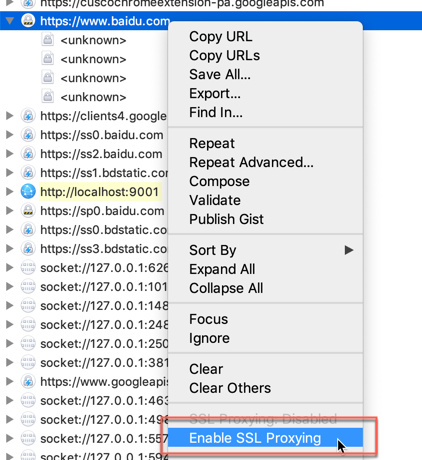 https://cuscochromeextension-pa.googleapis.com
https://www.baidu.com
<unknown>
<unknown>
<unknown>
<unknown>
https://clients4.google
https://ss0.baidu.com
https://ss2.baidu.com
https://ss1.bdstatic.co
http://localhost:9001
https://sp0.baidu.com
https://ss0.bdstatic.co
https://ss3.bdstatic.co
socket://127.0.0.1:626
socket://127.0.0.1:101
socket://127.0.0.1:148
socket://127.0.0.1:248
socket://127.0.0.1:250
socket://127.0.0.1:381
https://www.googleapis
socket://127.0.0.1:463
socket://127.0.0.1:498
socket://127.0.0.1:557
socket://127.0.0.1:594
Copy URL
Copy URLs
Save All...
Export...
Find In...
Repeat
Repeat Advanced...
Compose
Validate
Publish Gist
Sort By
Expand All
Collapse All
Focus
Ignore
Clear
Clear Others
SSL Proxying: Disabled
Enable SSL Proxying